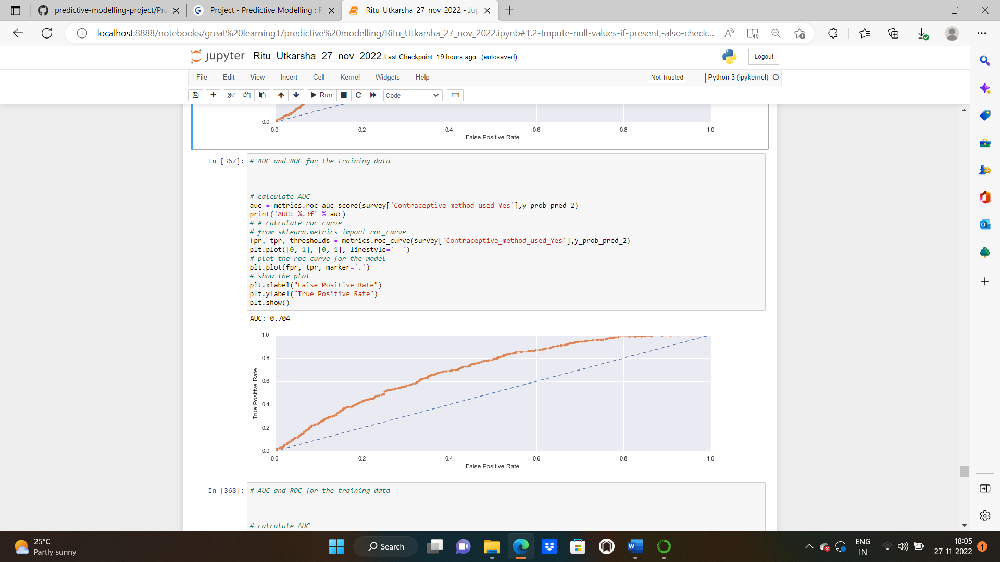 predictive-modelling-project/Pro
Project - Predictive Modelling : P
Ritu_Utkarsha_27_nov_2022 - Jup
localhost:8888/notebooks/great%20learning1/predictive%20modelling/Ritu_Utkarsha_27_nov_2022.ipynb#1.2-Impute-null-values-if-present,-also-check...
jupyter Ritu_Utkarsha_27_nov_2022 Last Checkpoint: 19 hours ago (autosaved)
Logout
File Edit View Insert Cell Kernel Widgets Help
Not Trusted
Python 3 (ipykernel)
Run
Code
0.0
0.0 0.2 0.4 0.6 0.8 1.0
False Positive Rate
In [367]:
# AUC and ROC for the training data
# calculate AUC
auc = metrics.roc_auc_score(survey['Contraceptive_method_used_Yes'],y_prob_pred_2)
print('AUC: %.3f' % auc)
# # calculate roc curve
# from sklearn.metrics import roc_curve
fpr, tpr, thresholds = metrics.roc_curve(survey['Contraceptive_method_used_Yes'],y_prob_pred_2)
plt.plot([0, 1], [0, 1], linestyle='--')
# plot the roc curve for the model
plt.plot(fpr, tpr, marker='.')
# show the plot
plt.xlabel("False Positive Rate")
plt.ylabel("True Positive Rate")
plt.show()
AUC: 0.704
1.0
0.8
0.6
0.4
0.2
0.0
True Positive Rate
0.0 0.2 0.4 0.6 0.8 1.0
False Positive Rate
In [368]:
# AUC and ROC for the training data
# calculate AUC
25°C
Partly sunny
Search
ENG
IN
18:05
27-11-2022
1